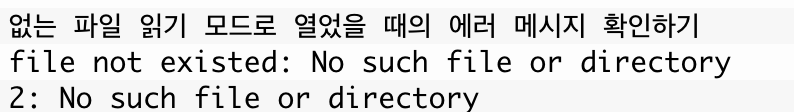 없는 파일 읽기 모드로 열었을 때의 에러 메시지 확인하기
file not existed: No such file or directory
2: No such file or directory